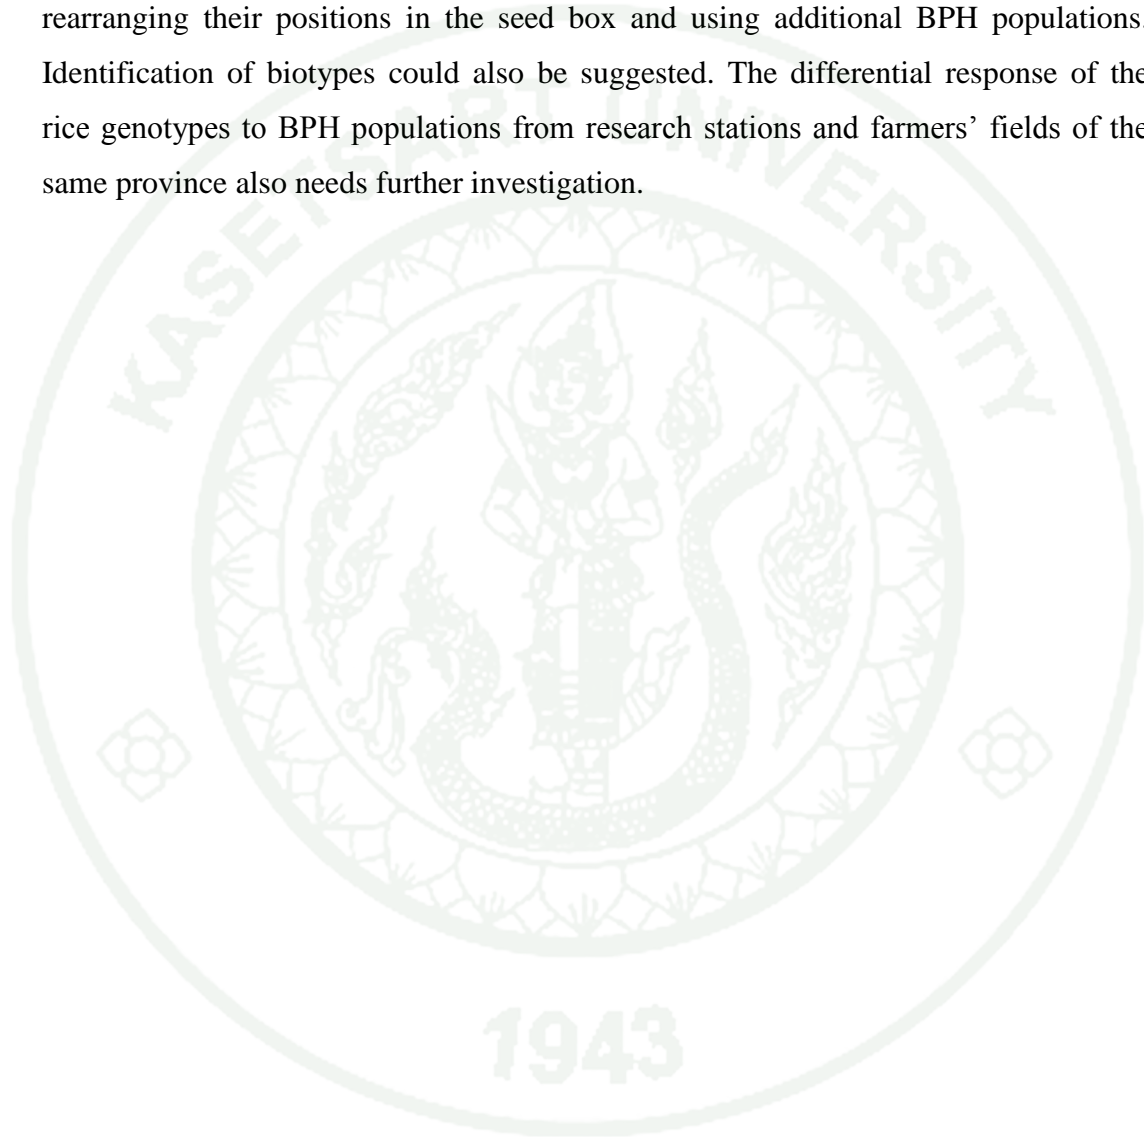 rearranging their positions in the seed box and using additional BPH populations.
Identification of biotypes could also be suggested. The differential response of the
rice genotypes to BPH populations from research stations and farmers’ fields of the
same province also needs further investigation.
KASETSART UNIVERSITY
1943